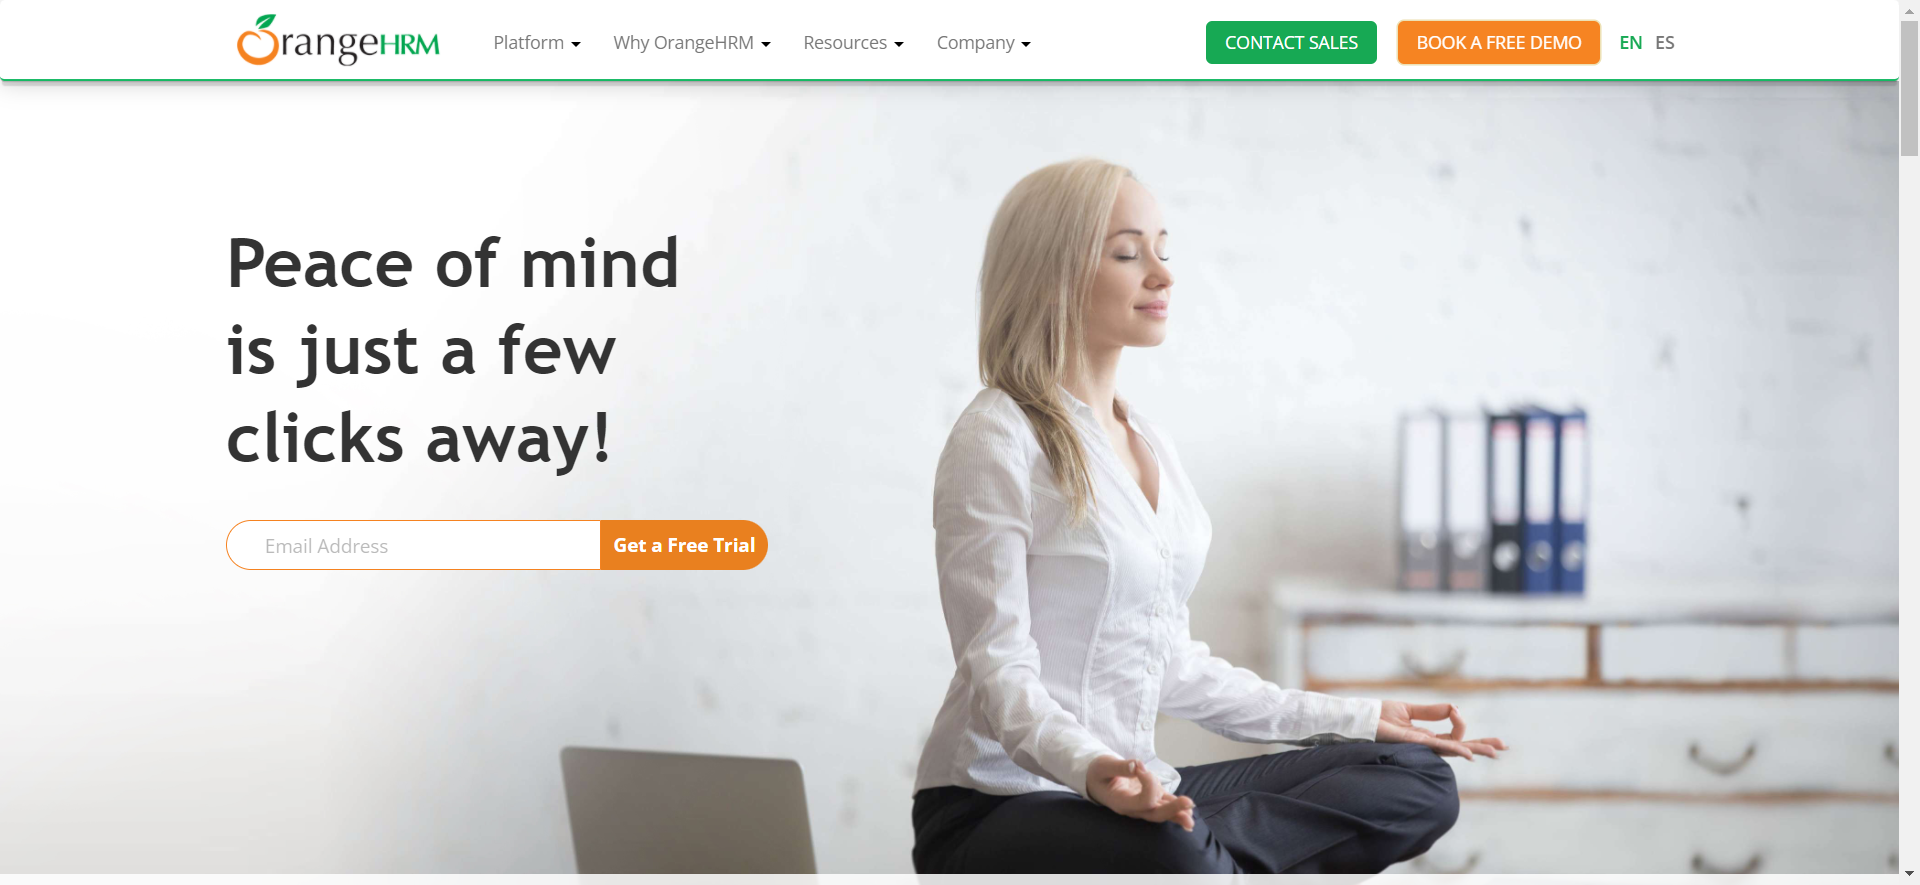 OrangeHRM
Platform Why OrangeHRM Resources Company CONTACT SALES BOOK A FREE DEMO EN ES
Peace of mind
is just a few
clicks away!
Email Address Get a Free Trial